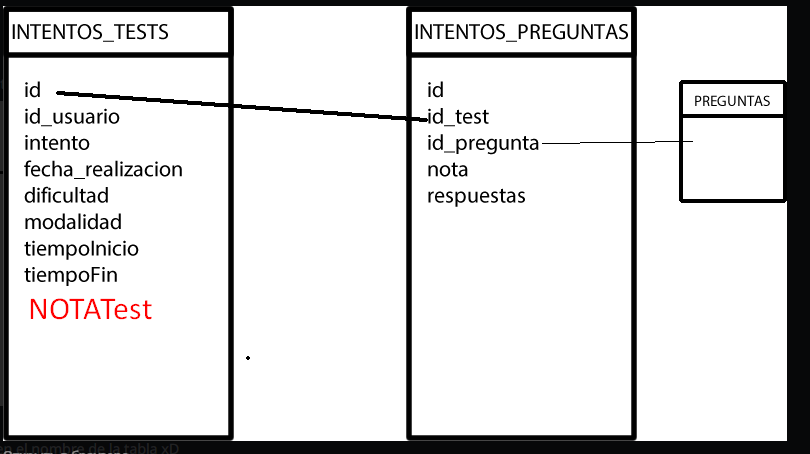 INTENTOS_TESTS
id
id_usuario
intento
fecha_realizacion
dificultad
modalidad
tiempoInicio
tiempoFin
NOTATest
INTENTOS_PREGUNTAS
id
id_test
id_pregunta
nota
respuestas
PREGUNTAS
el nombre de la tabla xD